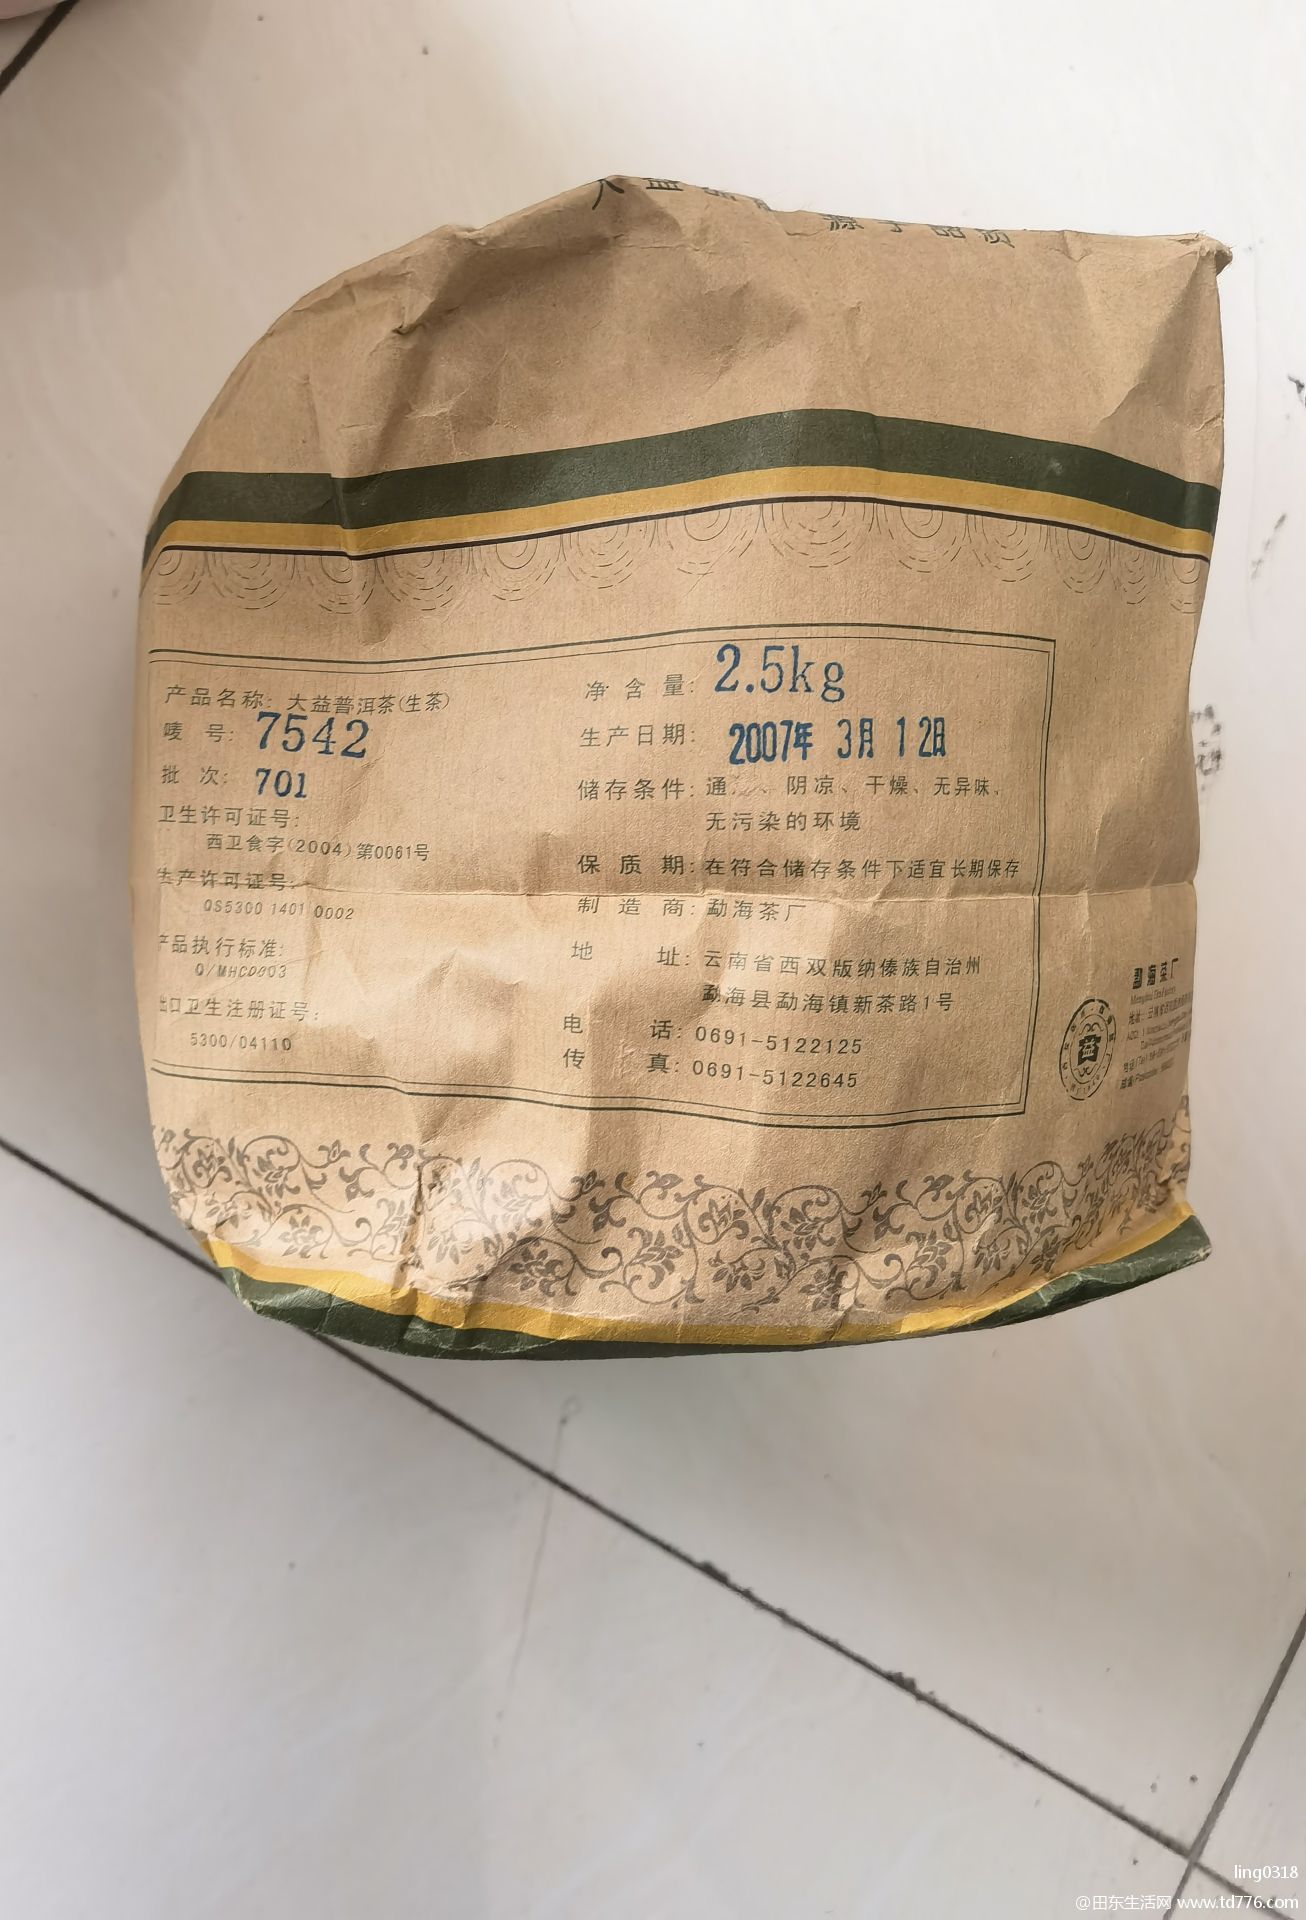 源于品质
产品名称: 大益普洱茶(生茶)
唛 号: 7542
批 次: 701
卫生许可证号:
西卫食字(2004)第0061号
生产许可证号:
QS5300 1401 0002
产品执行标准:
Q/MHC0003
出口卫生注册证号:
5300/04110
净 含 量: 2.5kg
生产日期: 2007年 3月 12日
储存条件: 通 、阴凉、干燥、无异味、
无污染的环境
保 质 期: 在符合储存条件下适宜长期保存
制 造 商: 勐海茶厂
地 址: 云南省西双版纳傣族自治州
勐海县勐海镇新茶路1号
电 话: 0691-5122125
传 真: 0691-5122645
勐海茶厂
益
ling0318
@田东生活网 www.td776.com